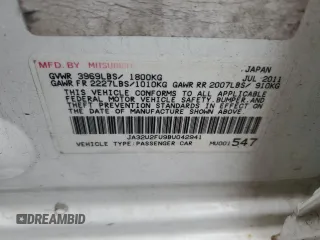 MFD. BY MITSUBISHI
JAPAN
GVWR 3969LBS/ 1800KG
JUL 2011
GAWR FR 2227LBS/1010KG GAWR RR 2007LBS/ 910KG
THIS VEHICLE CONFORMS TO ALL APPLICABLE
FEDERAL MOTOR VEHICLE SAFETY, BUMPER, AND
THEFT PREVENTION STANDARDS IN EFFECT ON
THE DATE OF MANUFACTURE SHOWN ABOVE.
JA32U2FU9BU042941
VEHICLE TYPE:PASSENGER CAR
MU001547
AUTOBIDMASTER